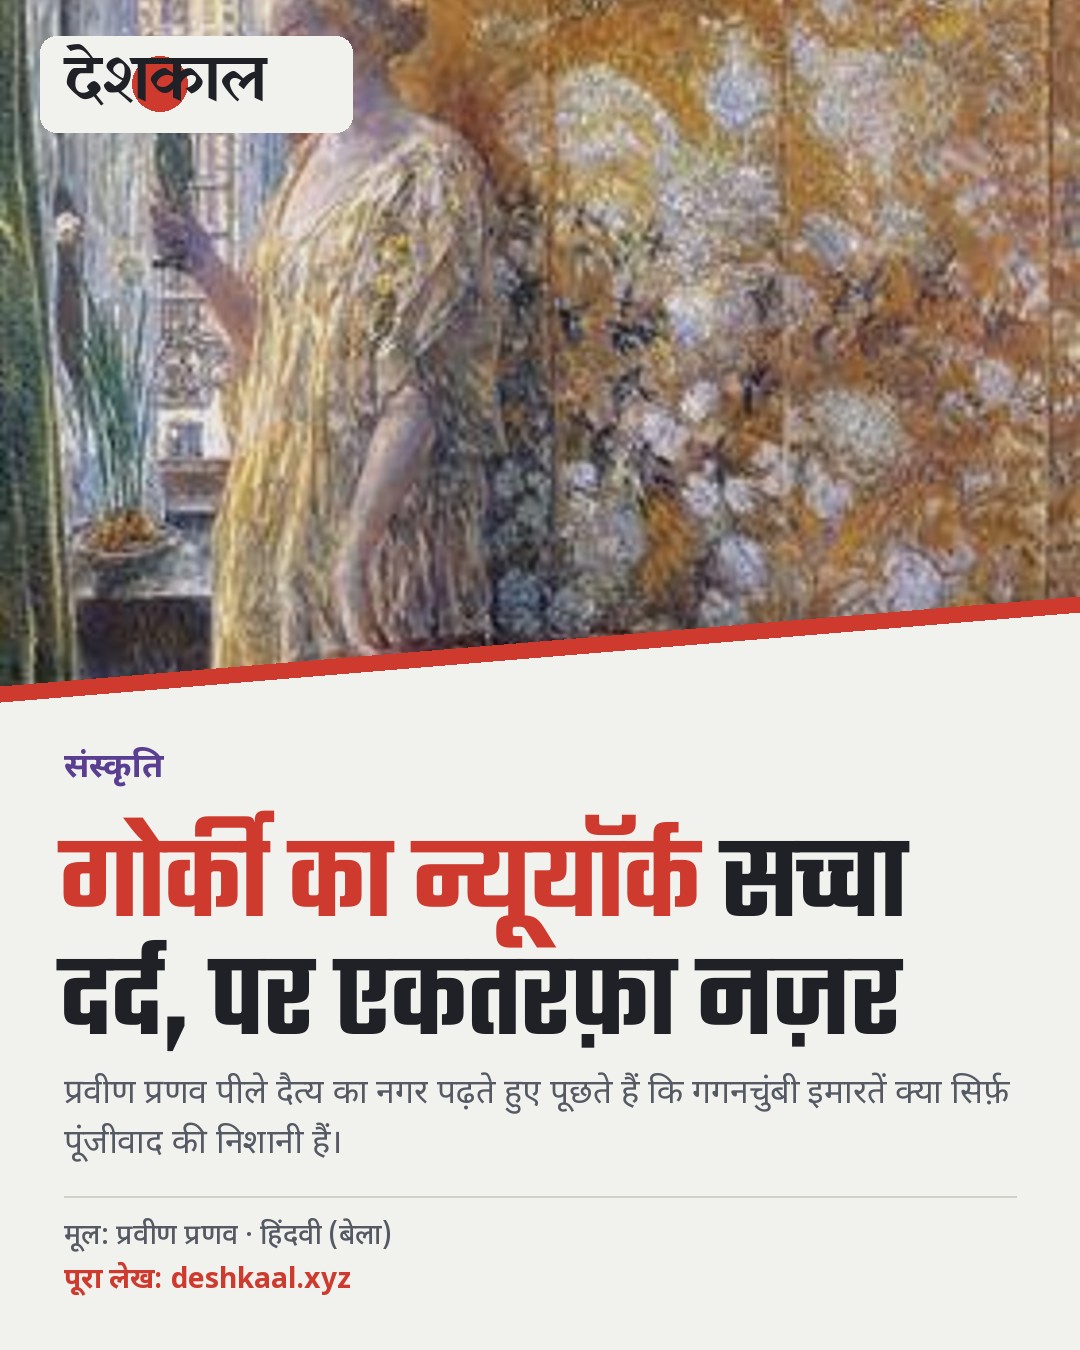 देशकाल
संस्कृति
गोर्की का न्यूयॉर्क सच्चा
दर्द, पर एकतरफ़ा नज़र
प्रवीण प्रणव पीले दैत्य का नगर पढ़ते हुए पूछते हैं कि गगनचुंबी इमारतें क्या सिर्फ़
पूंजीवाद की निशानी हैं।
मूल: प्रवीण प्रणव · हिंदवी (बेला)
पूरा लेख: deshkaal.xyz